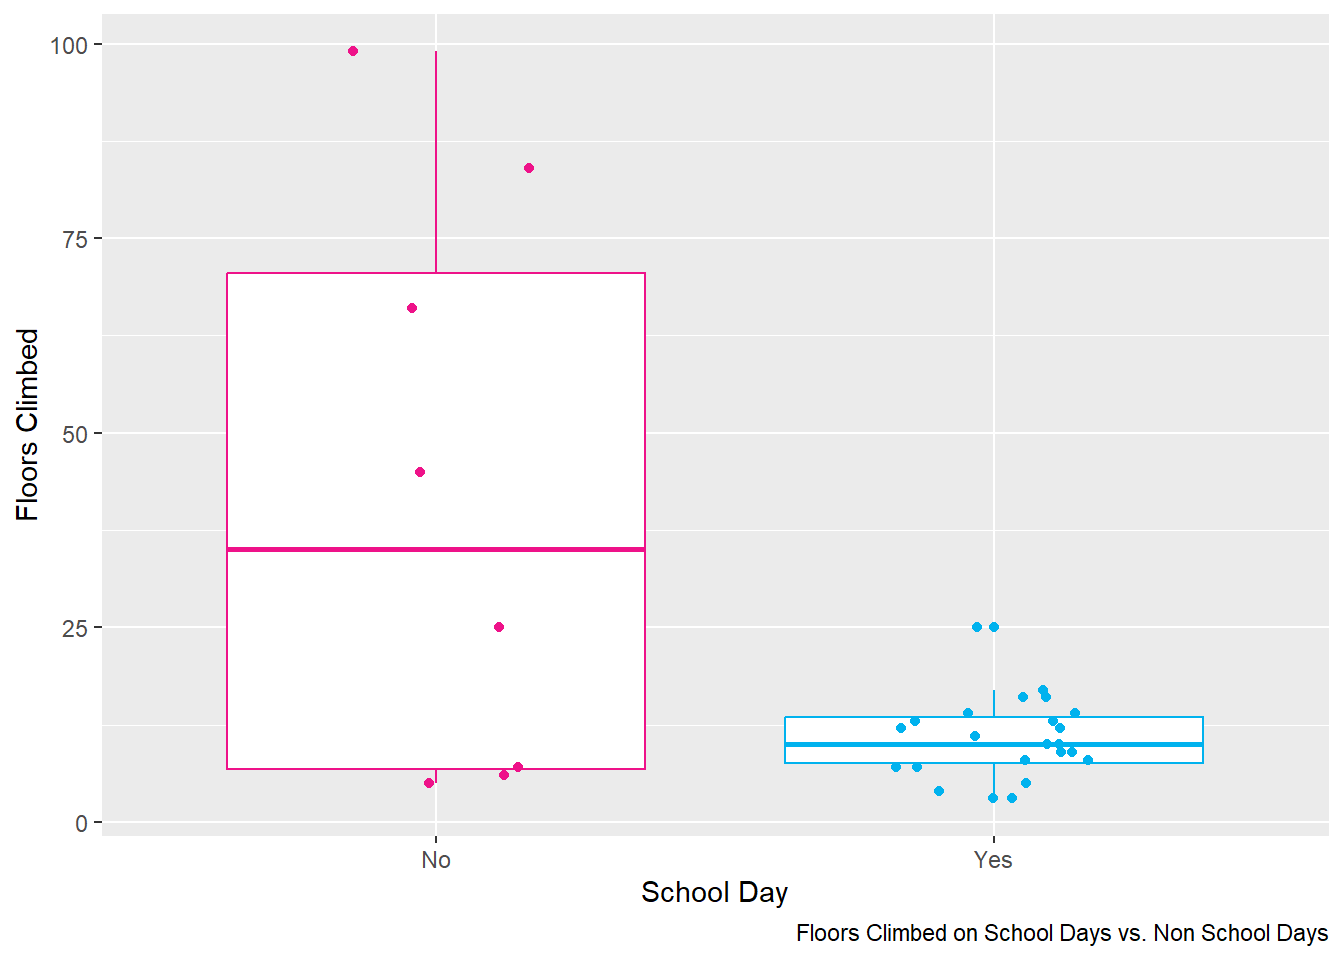 100
75
50
25
0
Floors Climbed
No
Yes
School Day
Floors Climbed on School Days vs. Non School Days